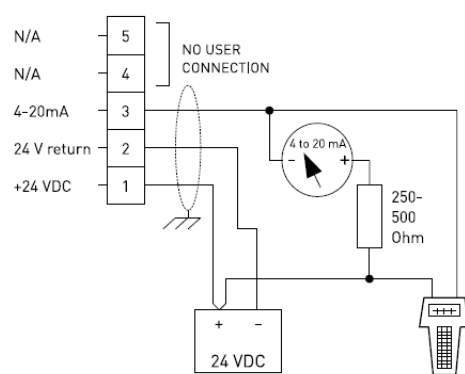 N/A
5
NO USER
CONNECTION
N/A
4
4-20mA
3
24 V return
2
+24 VDC
1
4 to 20 mA
- +
250-
500
Ohm
+ -
24 VDC